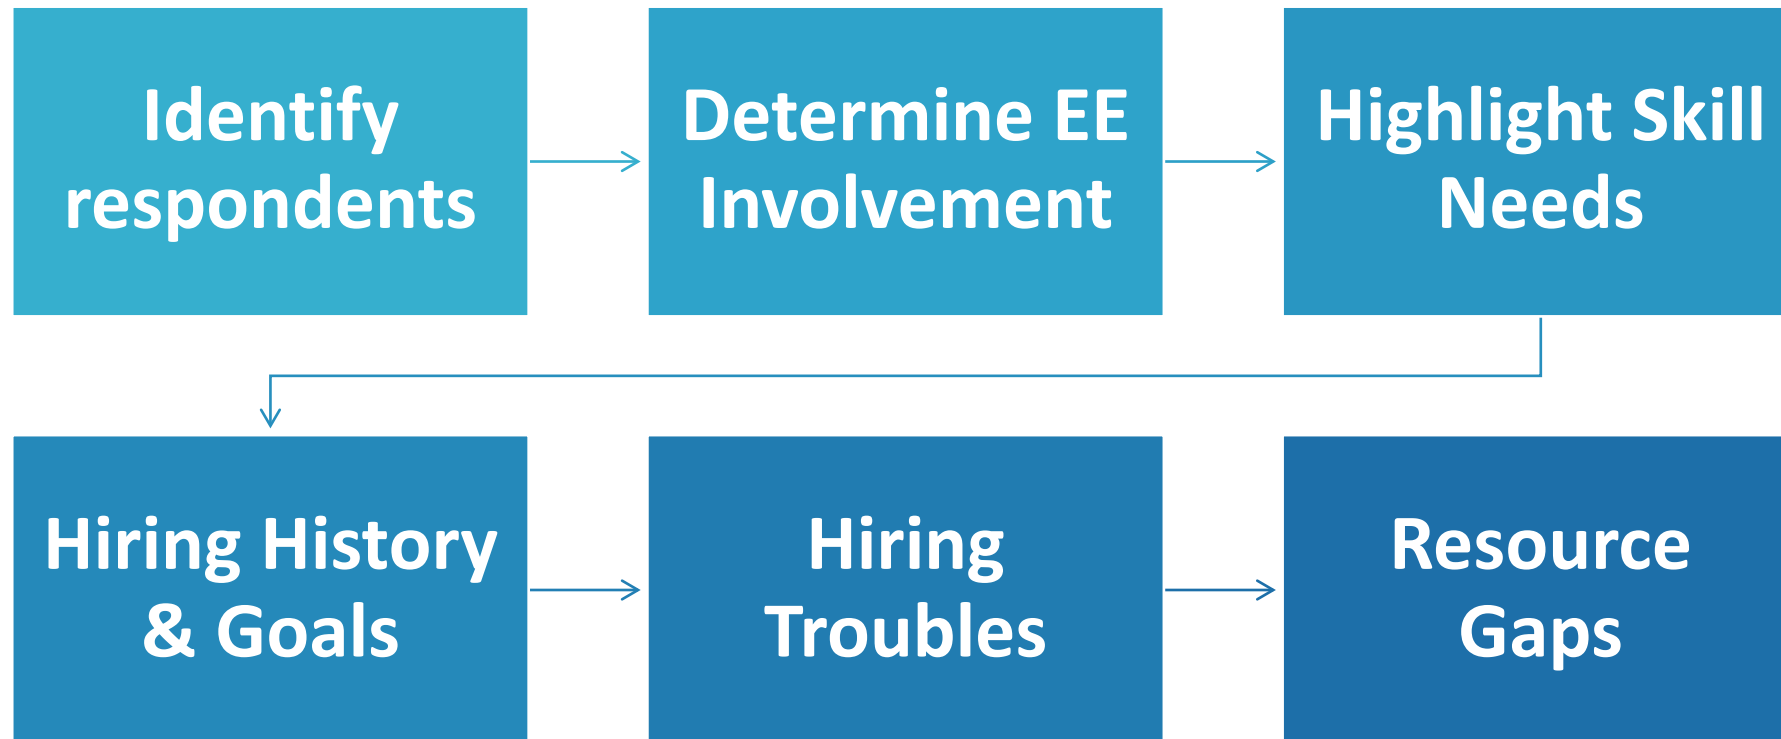 Identify
respondents
Determine EE
Involvement
Highlight Skill
Needs
Hiring History
& Goals
Hiring
Troubles
Resource
Gaps